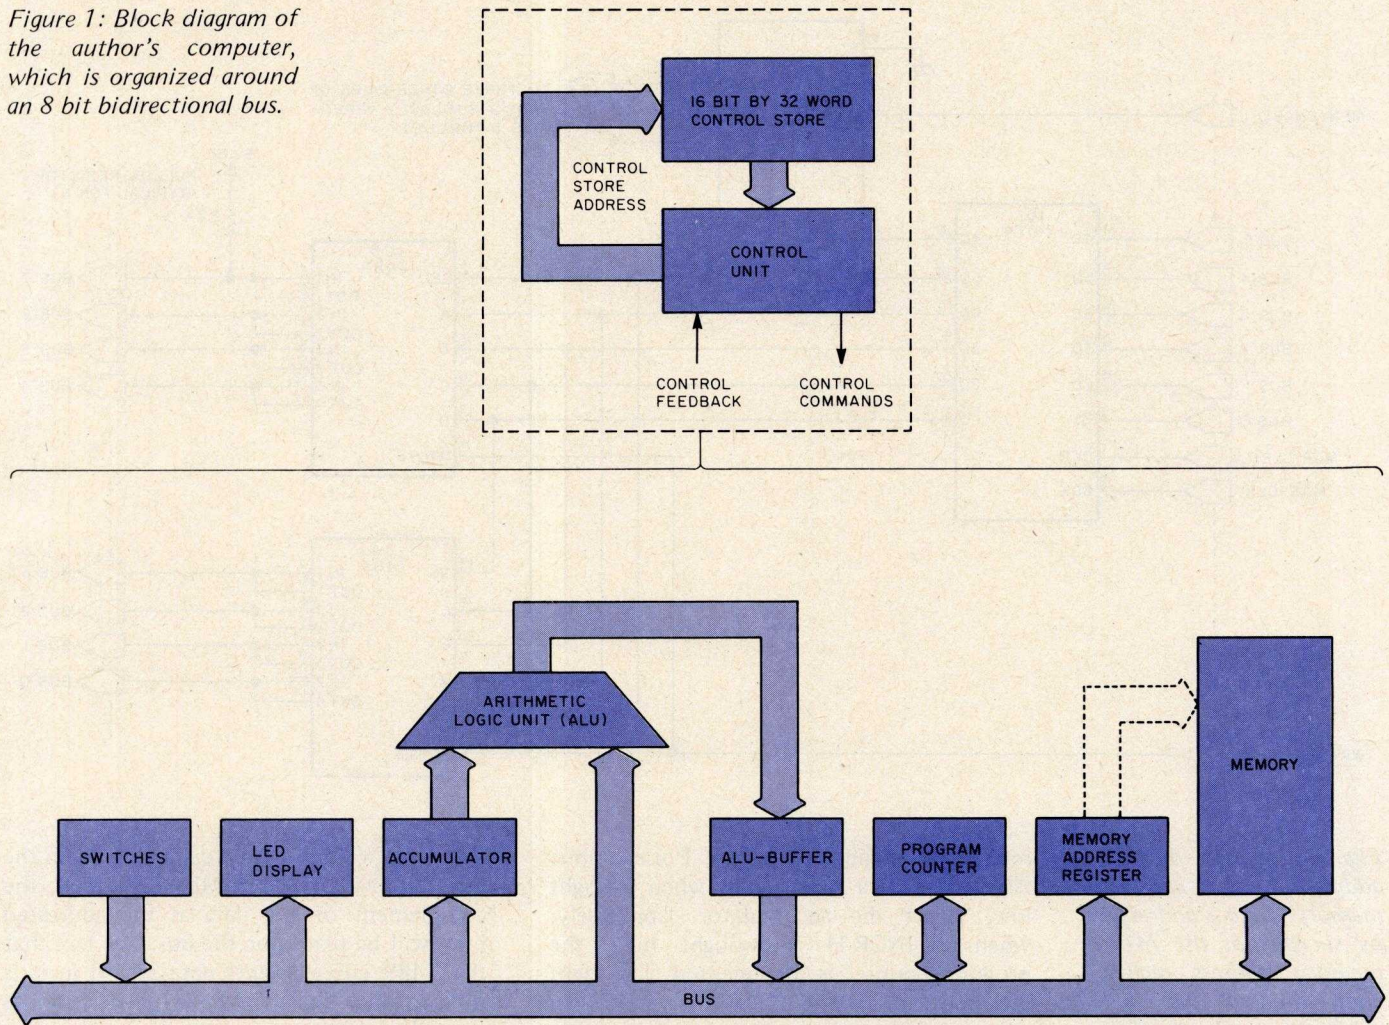 Figure 1: Block diagram of
the author's computer,
which is organized around
an 8 bit bidirectional bus.
16 BIT BY 32 WORD
CONTROL STORE
CONTROL
STORE
ADDRESS
CONTROL
UNIT
CONTROL
FEEDBACK
CONTROL
COMMANDS
ARITHMETIC
LOGIC UNIT (ALU)
MEMORY
SWITCHES
LED
DISPLAY
ACCUMULATOR
ALU-BUFFER
PROGRAM
COUNTER
MEMORY
ADDRESS
REGISTER
BUS